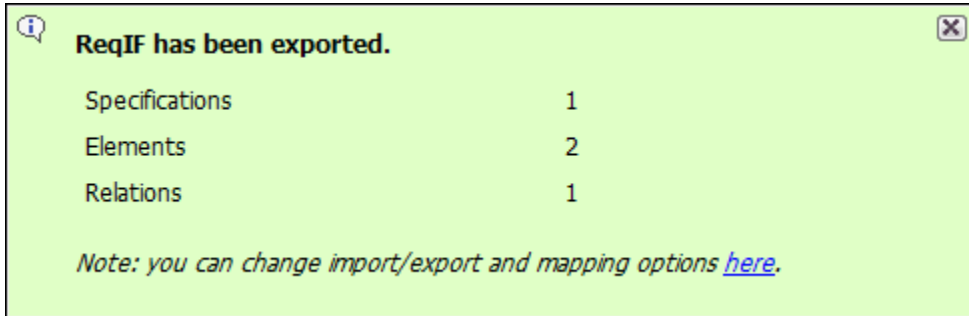 ReqIF has been exported.
Specifications 1
Elements 2
Relations 1
Note: you can change import/export and mapping options here.